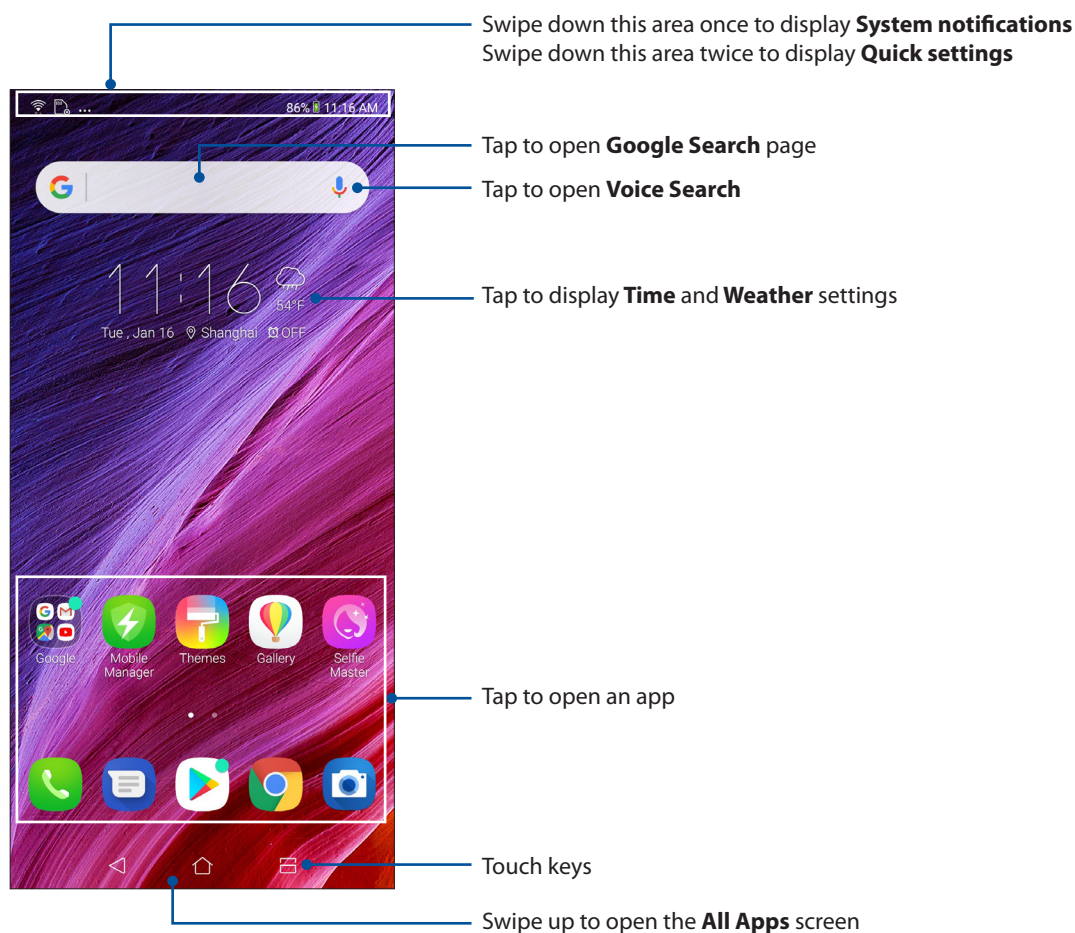 Swipe down this area once to display System notifications
Swipe down this area twice to display Quick settings
... 86% 11:16 AM
Tap to open Google Search page
G
Tap to open Voice Search
11:16
54°F
Tap to display Time and Weather settings
Tue , Jan 16 Shanghai OFF
G M
Google
Mobile Manager
Themes
Gallery
Selfie Master
Tap to open an app
Touch keys
Swipe up to open the All Apps screen